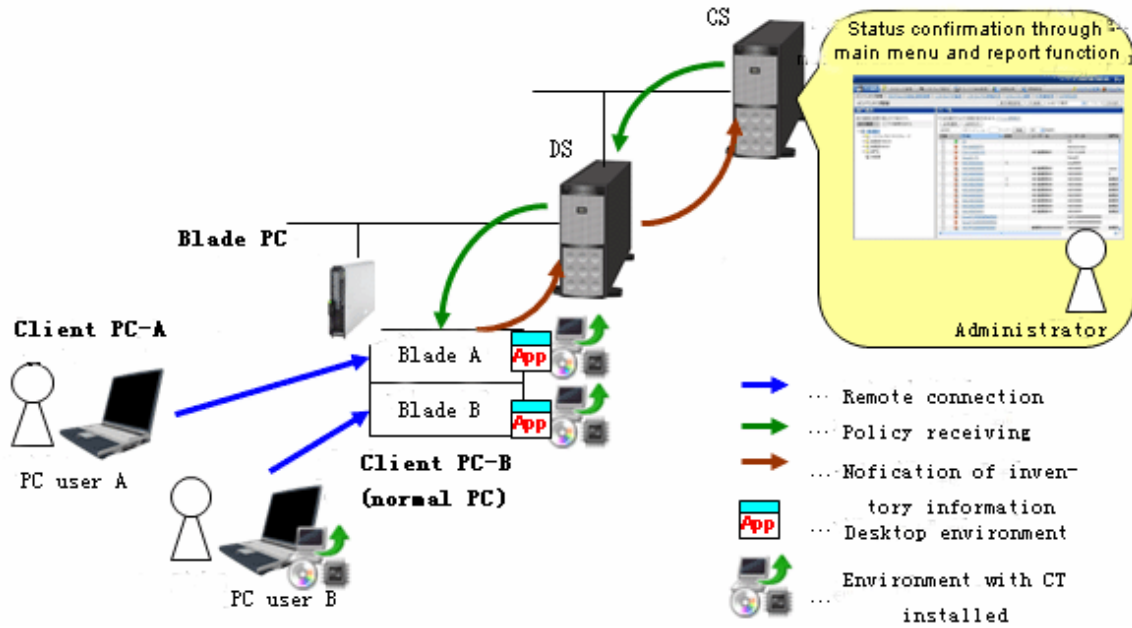 CS
Status confirmation through
main menu and report function
DS
Blade PC
Client PC-A
Administrator
Blade A
App
Blade B
App
Remote connection
Client PC-B
(normal PC)
Policy receiving
PC user A
Nofication of inven-
tory information
App
Desktop environment
PC user B
Environment with CT
installed